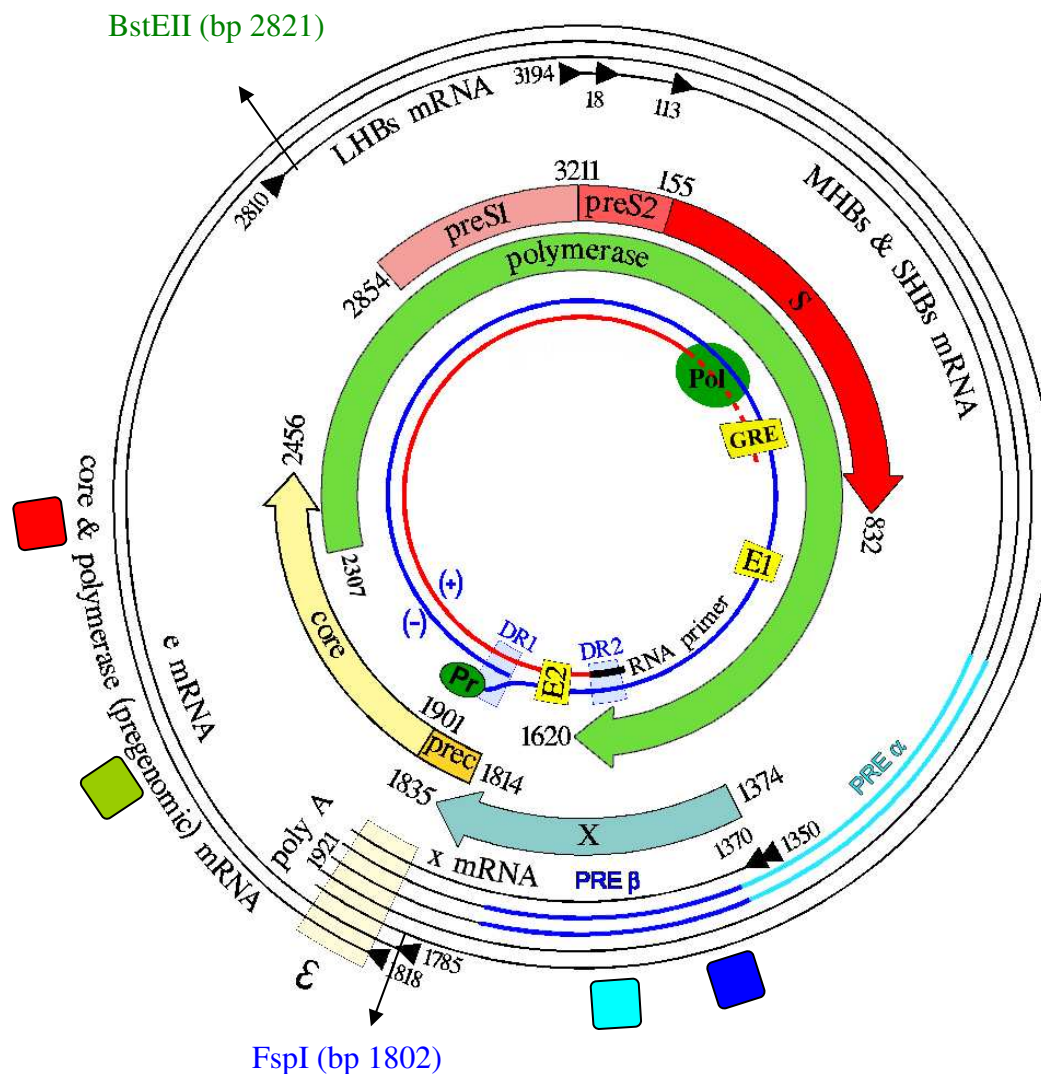 BstEII (bp 2821)
3194
18
113
LHBs mRNA
2810
MHBs & SHBs mRNA
3211
155
preS1
preS2
S
polymerase
2854
832
Pol
GRE
2456
2307
E1
core & polymerase (pregenomic) mRNA
e mRNA
core
(+)
(-)
DR1
DR2
RNA primer
Pr
E2
1901
prec
1814
1835
1620
1374
X
1370
1350
PRE α
PRE β
x mRNA
poly A
1921
ε
1818
1785
FspI (bp 1802)